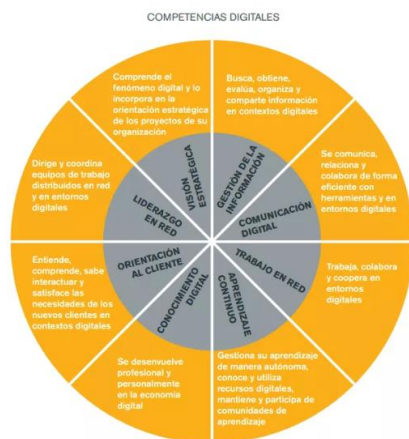 COMPETENCIAS DIGITALES
Comprende el
fenómeno digital y lo
incorpora en la
orientación estratégica
de los proyectos de su
organización
Busca, obtiene,
evalúa, organiza y
comparte información
en contextos digitales
Dirige y coordina
equipos de trabajo
distribuidos en red
y en entornos
digitales
Se comunica,
relaciona y
colabora de forma
eficiente con
herramientas y en
entornos digitales
VISIÓN
ESTRATÉGICA
GESTIÓN DE LA
INFORMACIÓN
LIDERAZGO
EN RED
COMUNICACIÓN
DIGITAL
ORIENTACIÓN
AL CLIENTE
TRABAJO EN RED
CONOCIMIENTO
DIGITAL
APRENDIZAJE
CONTINUO
Entiende,
comprende, sabe
interactuar y
satisface las
necesidades de los
nuevos clientes en
contextos digitales
Trabaja, colabora
y coopera en
entornos
digitales
Se desenvuelve
profesional y
personalmente
en la economía
digital
Gestiona su aprendizaje
de manera autónoma,
conoce y utiliza
recursos digitales,
mantiene y participa de
comunidades de
aprendizaje